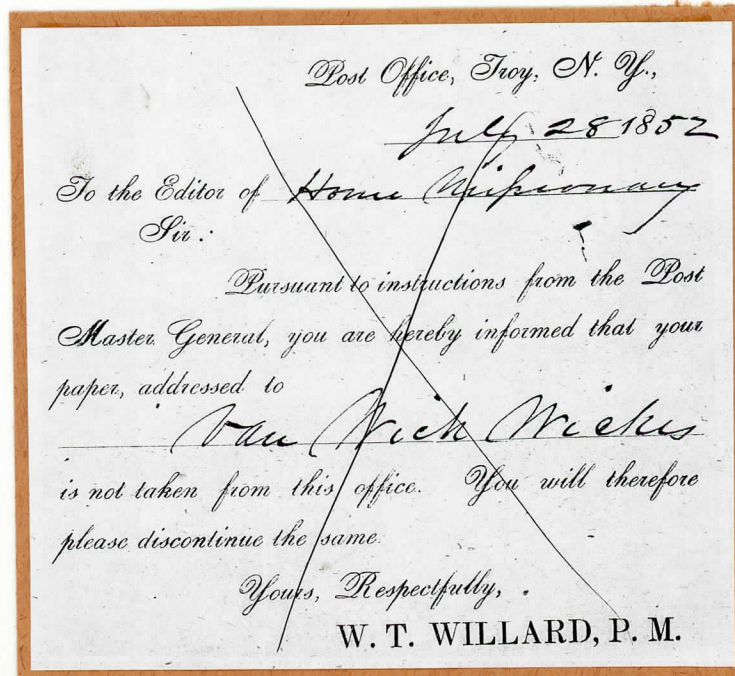 Post Office, Troy, N. Y.,
July 28 1852
To the Editor of Home Missionary
Sir:
Pursuant to instructions from the Post
Master General, you are hereby informed that your
paper, addressed to
Van Wick Wickes
is not taken from this office. You will therefore
please discontinue the same.
Yours, Respectfully,
W. T. WILLARD, P. M.